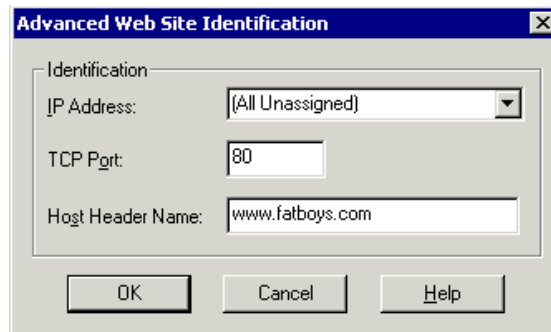 Advanced Web Site Identification
Identification
IP Address: (All Unassigned)
TCP Port: 80
Host Header Name: www.fatboys.com
OK Cancel Help